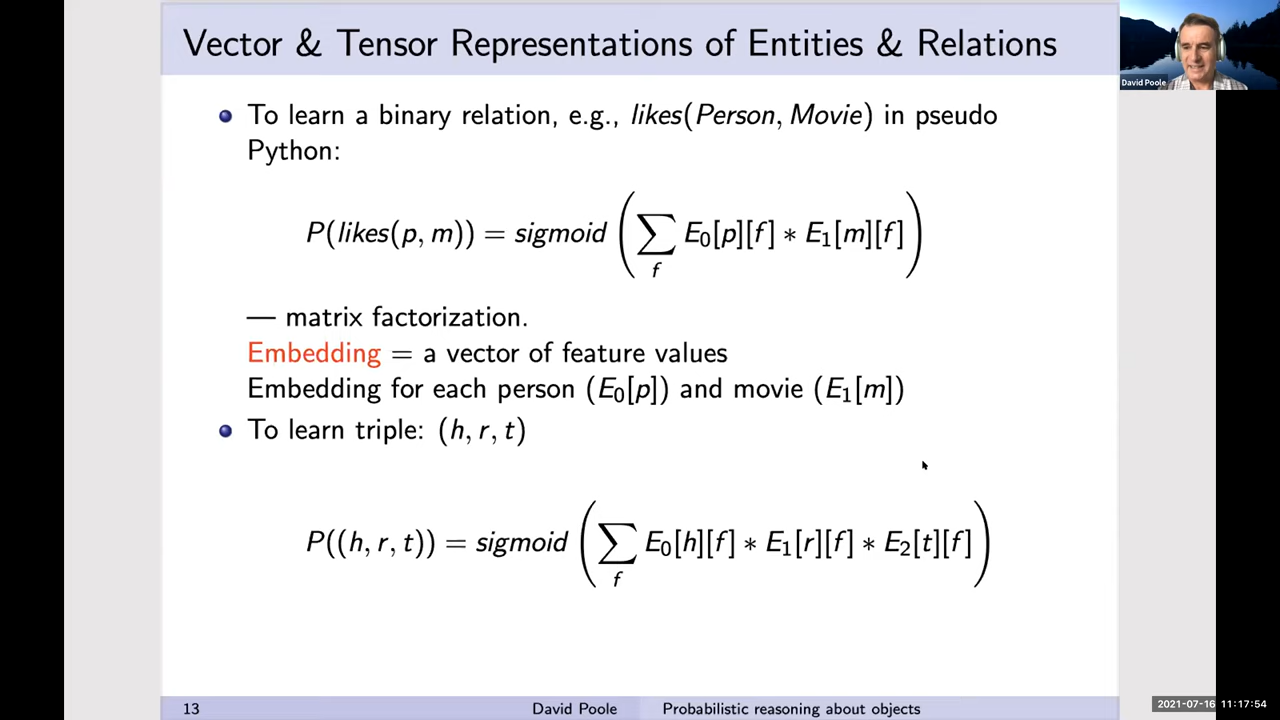 Vector & Tensor Representations of Entities & Relations
David Poole
To learn a binary relation, e.g., likes(Person, Movie) in pseudo
Python:
P(likes(p, m)) = sigmoid (∑_f E₀[p][f] ∗ E₁[m][f])
— matrix factorization.
Embedding = a vector of feature values
Embedding for each person (E₀[p]) and movie (E₁[m])
To learn triple: (h, r, t)
P((h, r, t)) = sigmoid (∑_f E₀[h][f] ∗ E₁[r][f] ∗ E₂[t][f])
13 David Poole Probabilistic reasoning about objects
2021-07-16 11:17:54